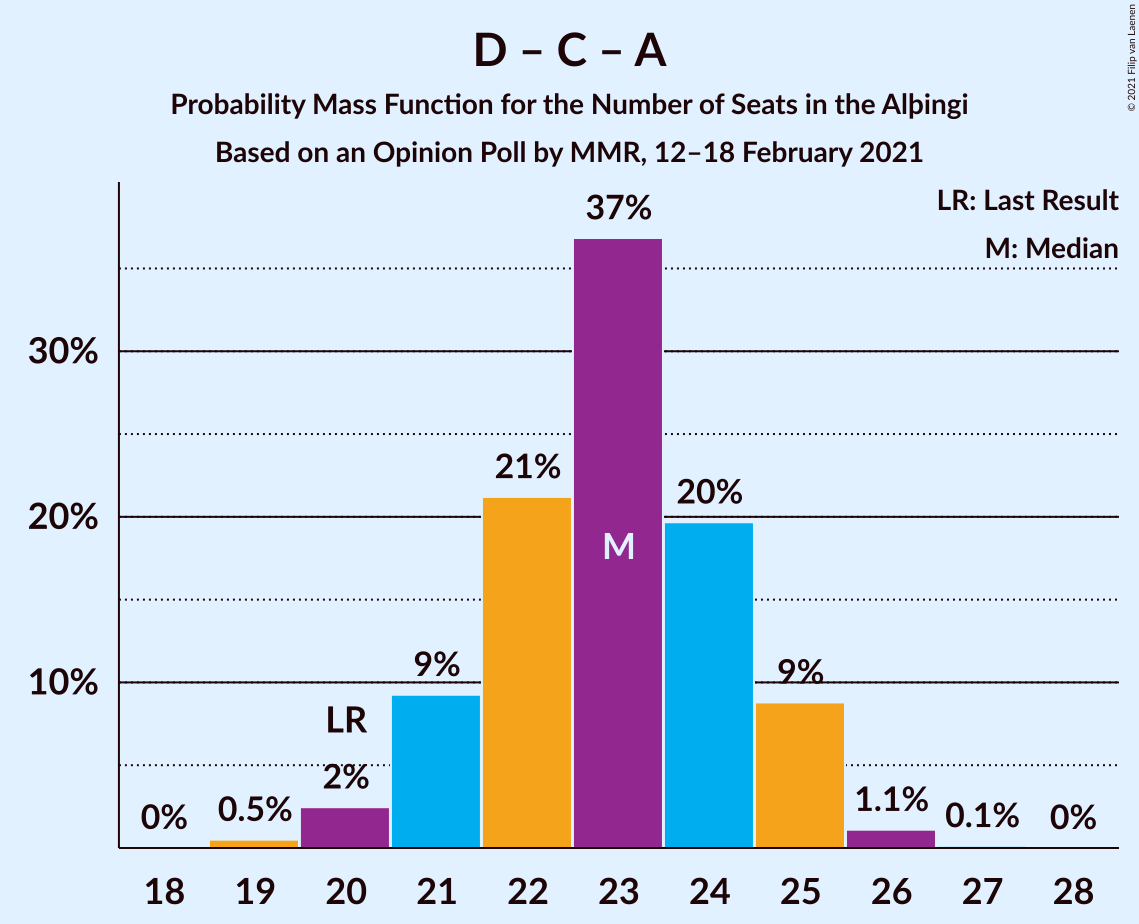 D – C – A
Probability Mass Function for the Number of Seats in the Alþingi
Based on an Opinion Poll by MMR, 12–18 February 2021
© 2021 Filip van Laenen
LR: Last Result
M: Median
37%
30%
21%
20%
20%
M
9%
9%
10%
LR
2%
0%
0.5%
1.1%
0.1%
0%
18 19 20 21 22 23 24 25 26 27 28